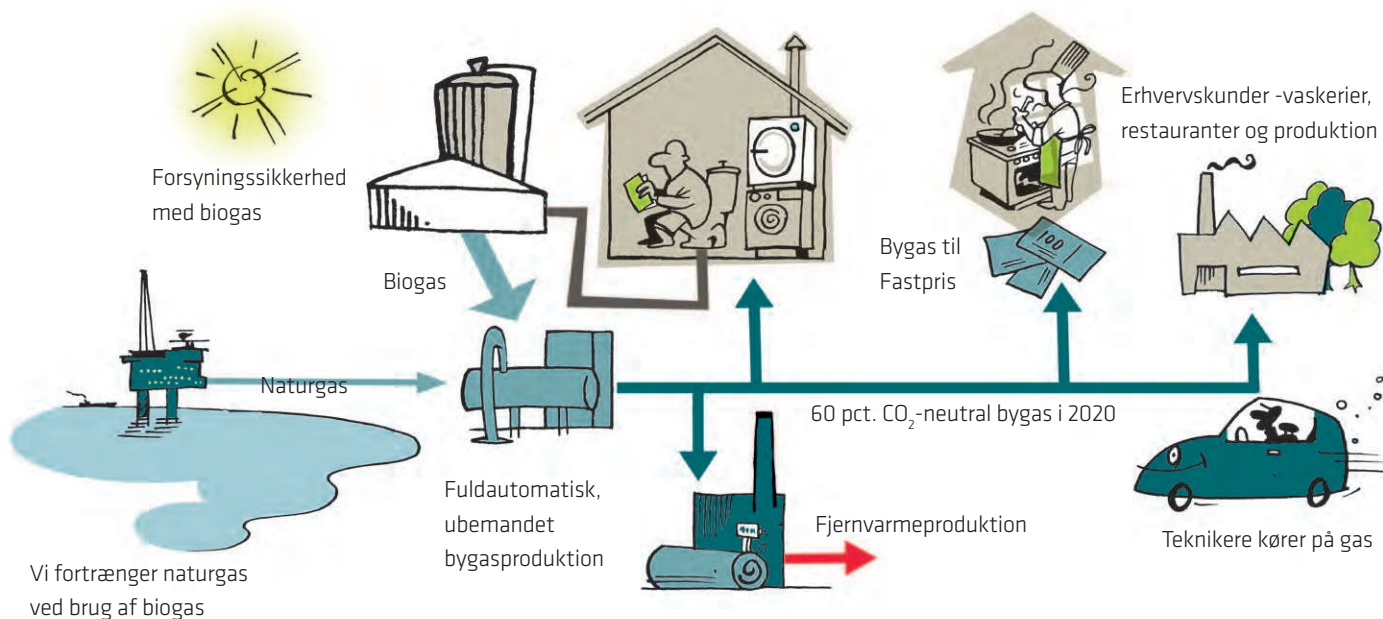 Forsyningssikkerhed
med biogas
Erhvervskunder -vaskerier,
restauranter og produktion
Biogas
Bygas til
Fastpris
100
Naturgas
60 pct. CO₂-neutral bygas i 2020
Fuldautomatisk,
ubemandet
bygasproduktion
Fjernvarmeproduktion
Teknikere kører på gas
Vi fortrænger naturgas
ved brug af biogas